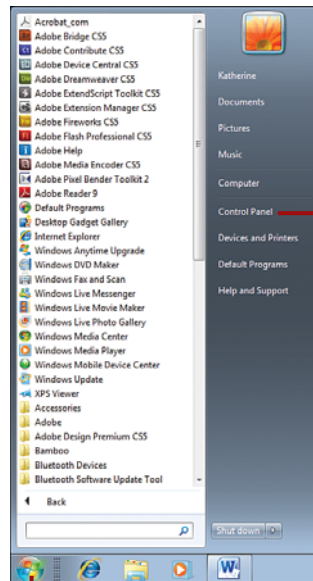 Acrobat_com
Adobe Bridge CS5
Adobe Contribute CS5
Adobe Device Central CS5
Adobe Dreamweaver CS5
Adobe ExtendScript Toolkit CS5
Adobe Extension Manager CS5
Adobe Fireworks CS5
Adobe Flash Professional CS5
Adobe Help
Adobe Media Encoder CS5
Adobe Pixel Bender Toolkit 2
Adobe Reader 9
Default Programs
Desktop Gadget Gallery
Internet Explorer
Windows Anytime Upgrade
Windows DVD Maker
Windows Fax and Scan
Windows Live Messenger
Windows Live Movie Maker
Windows Live Photo Gallery
Windows Media Center
Windows Media Player
Windows Mobile Device Center
Windows Update
XPS Viewer
Accessories
Adobe
Adobe Design Premium CS5
Bamboo
Bluetooth Devices
Bluetooth Software Update Tool
Back
Katherine
Documents
Pictures
Music
Computer
Control Panel
Devices and Printers
Default Programs
Help and Support
Shut down
W